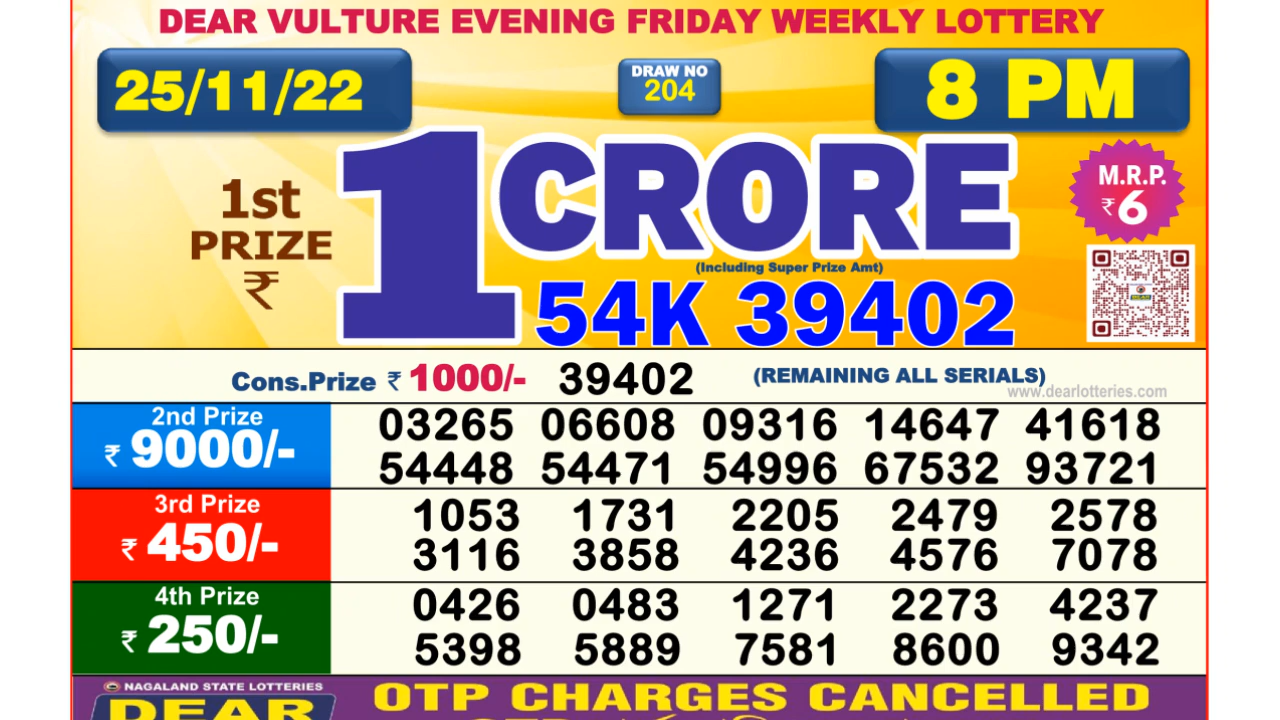 DEAR VULTURE EVENING FRIDAY WEEKLY LOTTERY
25/11/22
DRAW NO
204
8 PM
1st
PRIZE
₹
1 CRORE
(Including Super Prize Amt)
54K 39402
M.R.P.
₹ 6
Cons.Prize ₹ 1000/- 39402 (REMAINING ALL SERIALS)
www.dearlotteries.com
2nd Prize
₹ 9000/-
03265 06608 09316 14647 41618
54448 54471 54996 67532 93721
3rd Prize
₹ 450/-
1053 1731 2205 2479 2578
3116 3858 4236 4576 7078
4th Prize
₹ 250/-
0426 0483 1271 2273 4237
5398 5889 7581 8600 9342
NAGALAND STATE LOTTERIES
DEAR
OTP CHARGES CANCELLED